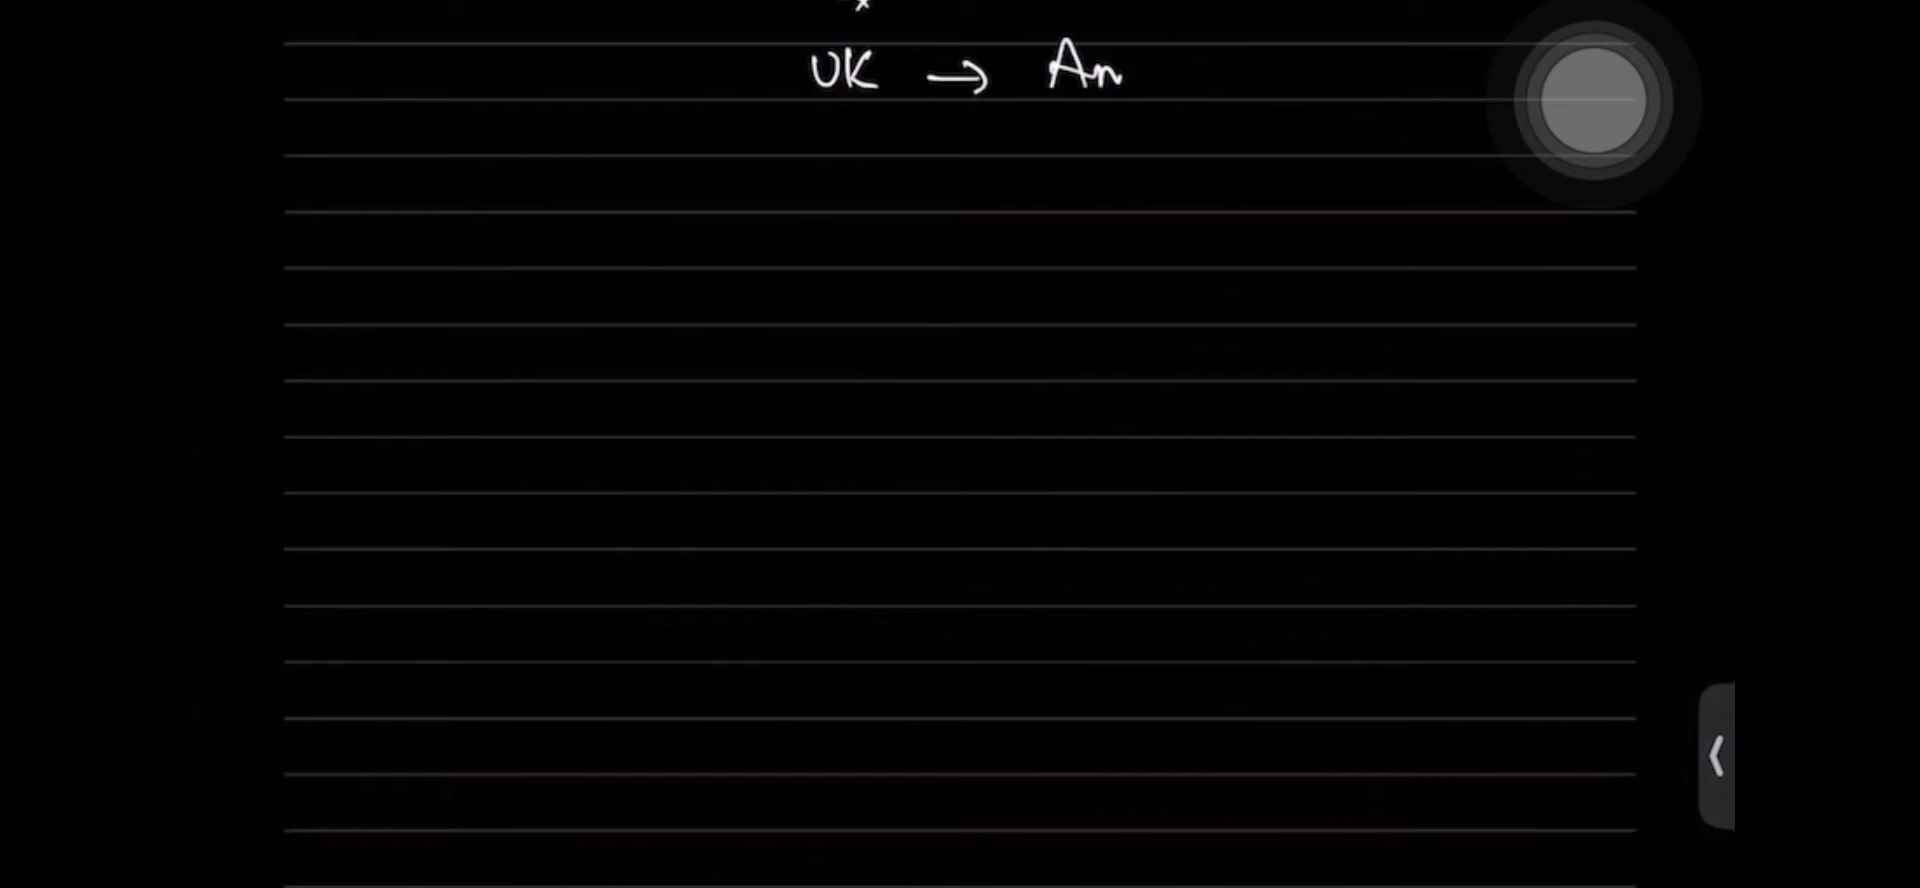 UK → An